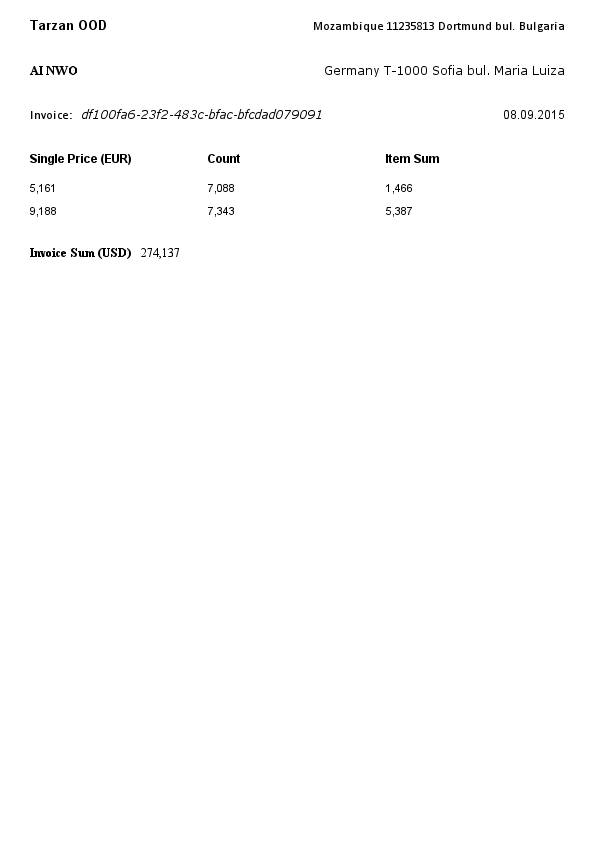 Tarzan OOD Mozambique 11235813 Dortmund bul. Bulgaria
AI NWO Germany T-1000 Sofia bul. Maria Luiza
Invoice: df100fa6-23f2-483c-bfac-bfcdad079091 08.09.2015
Single Price (EUR) Count Item Sum
5,161 7,088 1,466
9,188 7,343 5,387
Invoice Sum (USD) 274,137